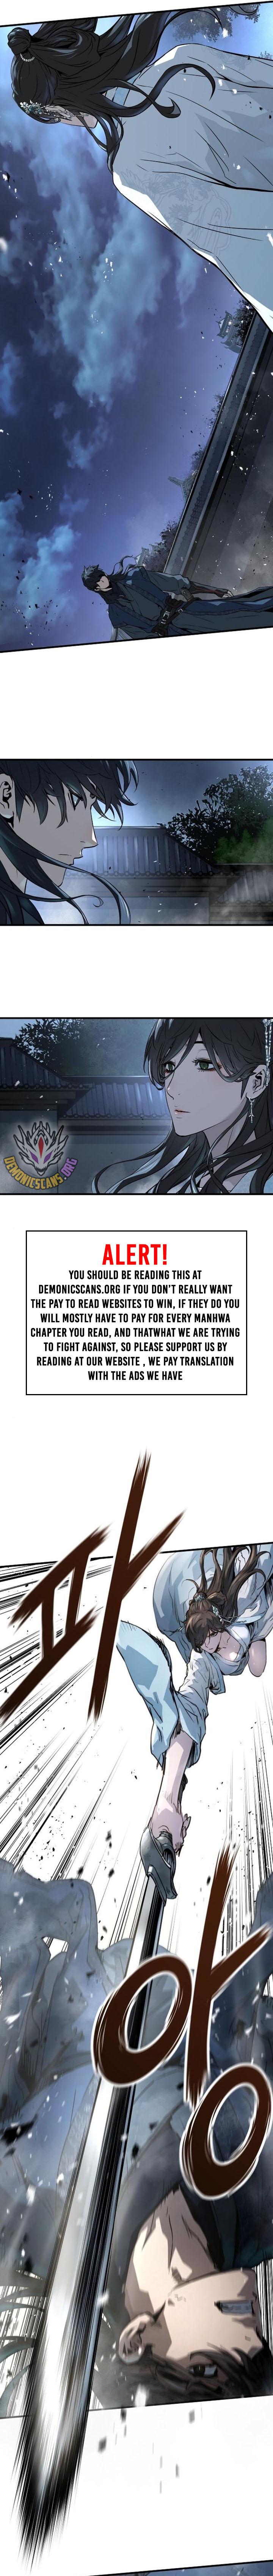 DEMONICSCANS.ORG
ALERT!
YOU SHOULD BE READING THIS AT
DEMONICSCANS.ORG IF YOU DON'T REALLY WANT
THE PAY TO READ WEBSITES TO WIN, IF THEY DO YOU
WILL MOSTLY HAVE TO PAY FOR EVERY MANHWA
CHAPTER YOU READ, AND THATWHAT WE ARE TRYING
TO FIGHT AGAINST, SO PLEASE SUPPORT US BY
READING AT OUR WEBSITE , WE PAY TRANSLATION
WITH THE ADS WE HAVE
파
앙